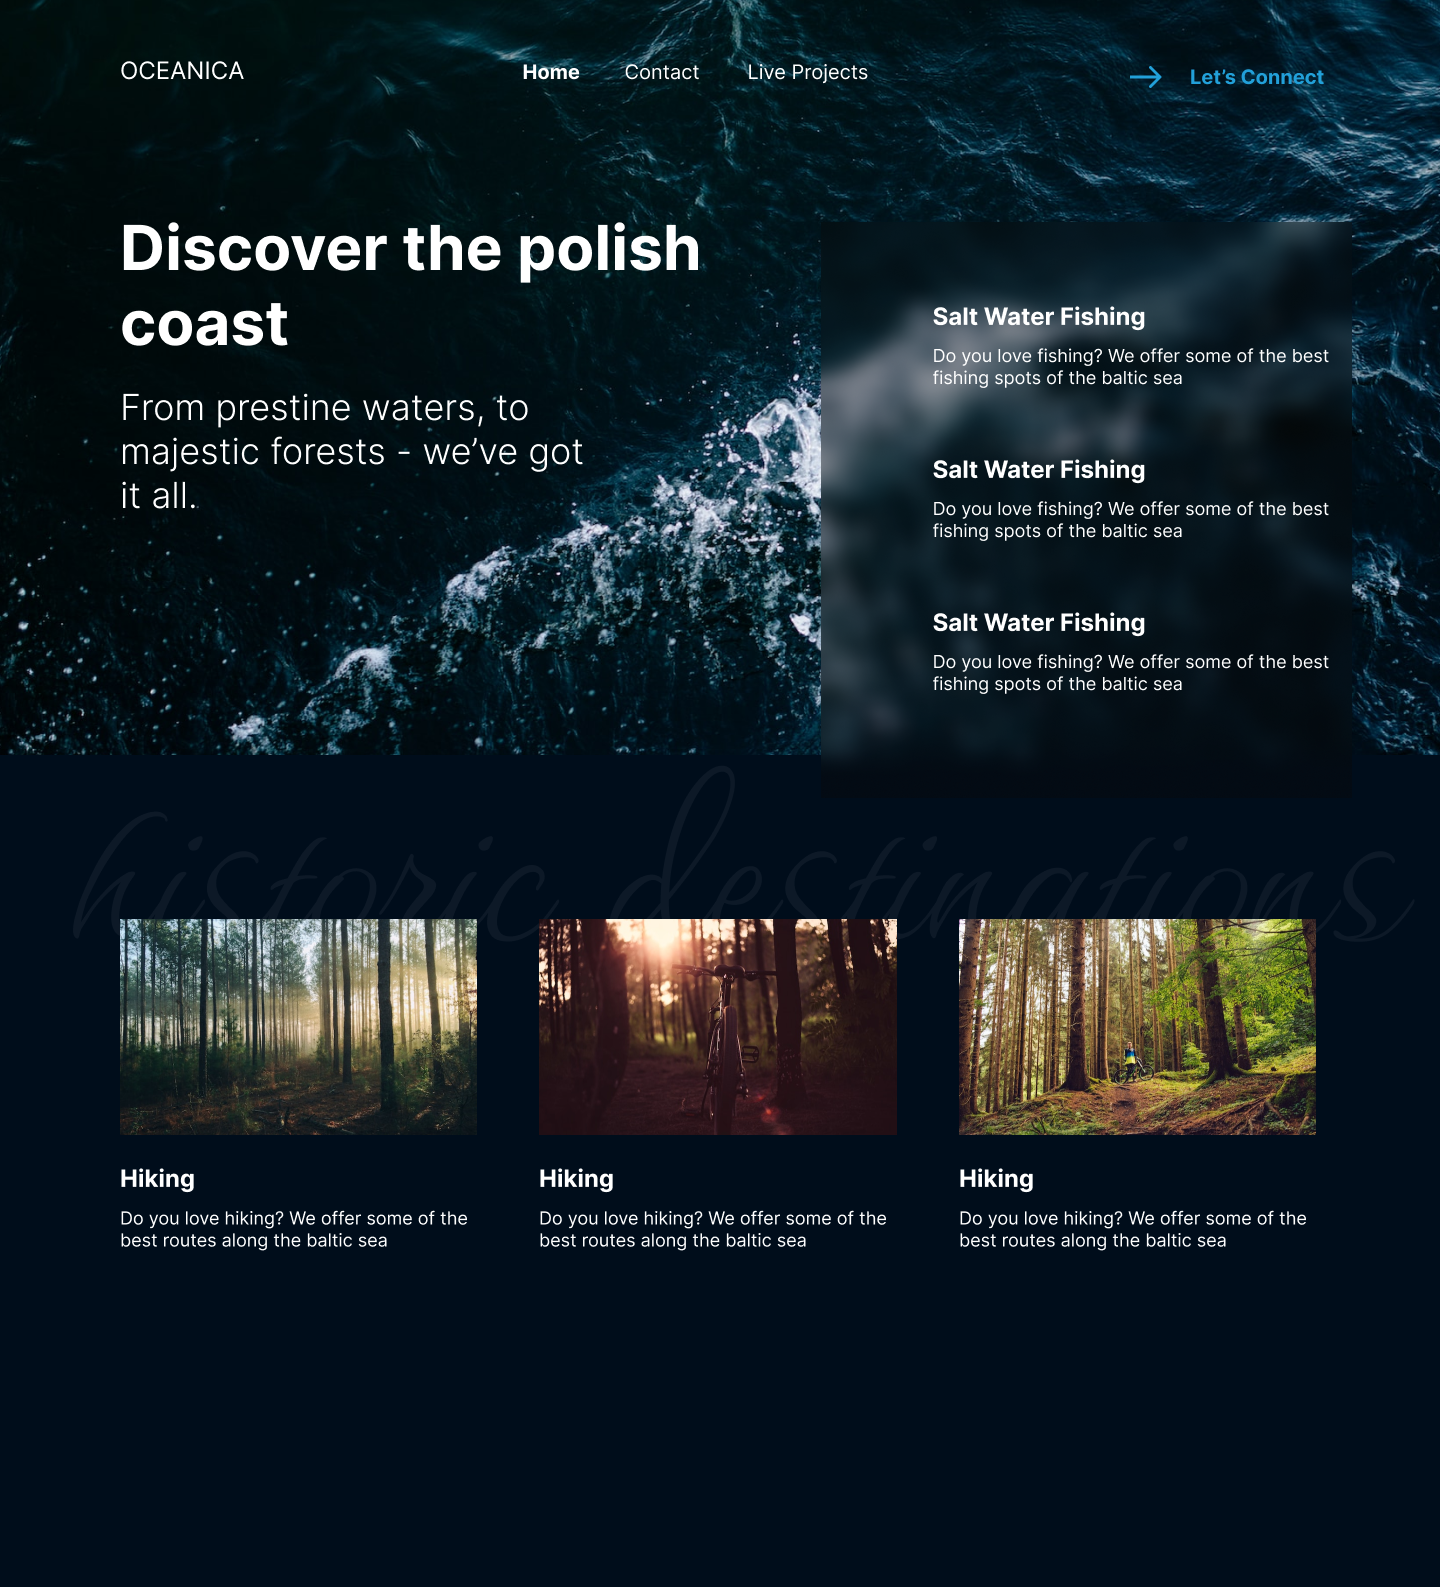 OCEANICA
Home
Contact
Live Projects
Let’s Connect
Discover the polish
coast
From prestine waters, to
majestic forests - we’ve got
it all.
Salt Water Fishing
Do you love fishing? We offer some of the best
fishing spots of the baltic sea
Salt Water Fishing
Do you love fishing? We offer some of the best
fishing spots of the baltic sea
Salt Water Fishing
Do you love fishing? We offer some of the best
fishing spots of the baltic sea
historic destinations
Hiking
Do you love hiking? We offer some of the
best routes along the baltic sea
Hiking
Do you love hiking? We offer some of the
best routes along the baltic sea
Hiking
Do you love hiking? We offer some of the
best routes along the baltic sea